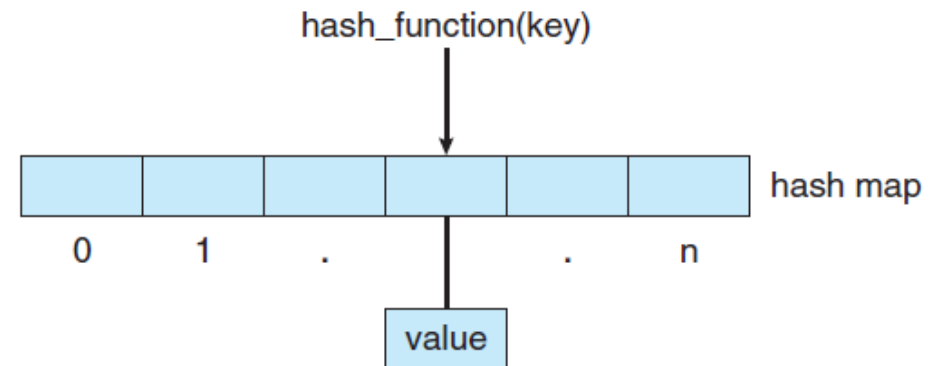 hash_function(key)
hash map
0 1 . . n
value